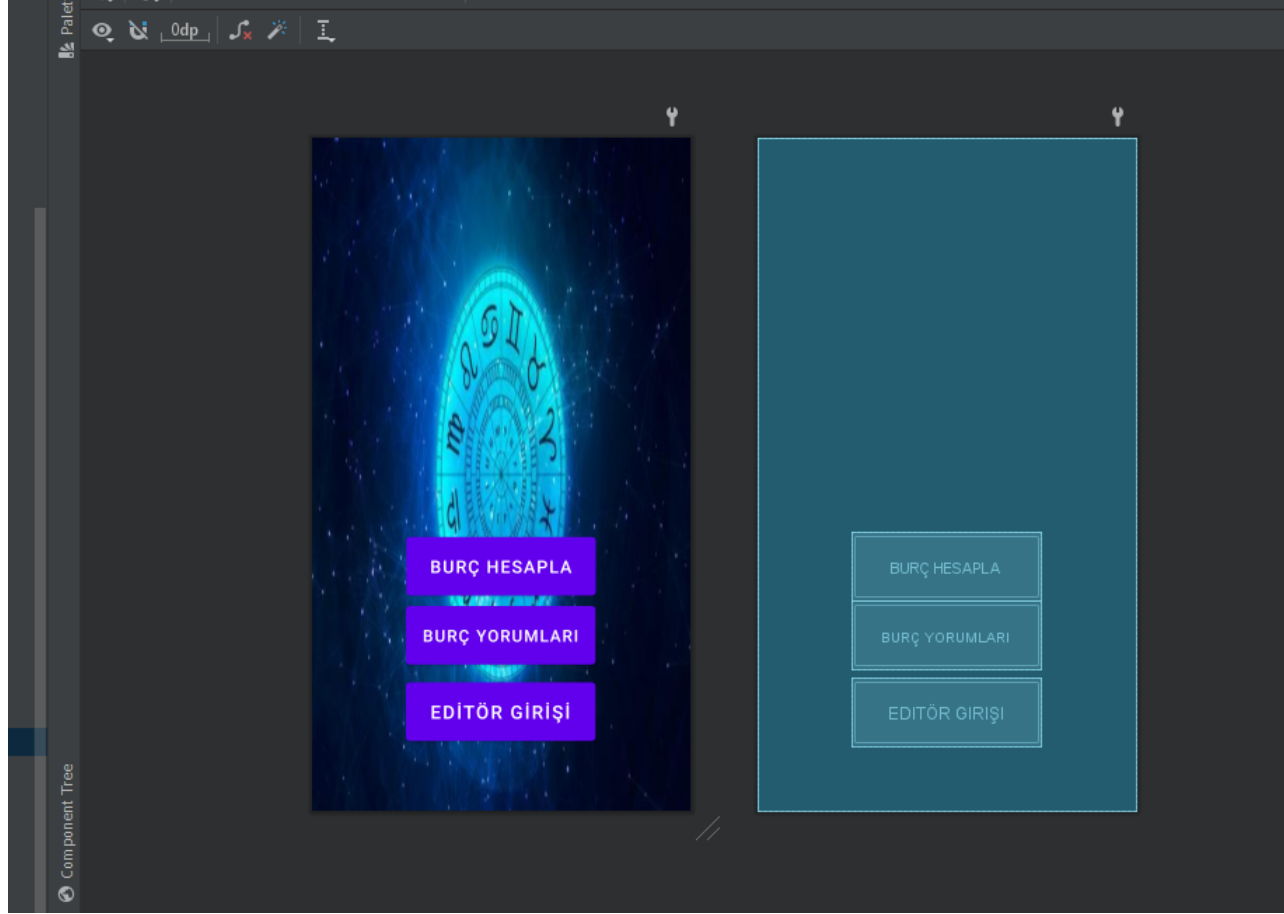 Palet
0dp
BURÇ HESAPLA
BURÇ YORUMLARI
EDİTÖR GİRİŞİ
BURÇ HESAPLA
BURÇ YORUMLARI
EDITÖR GIRIŞI
Component Tree